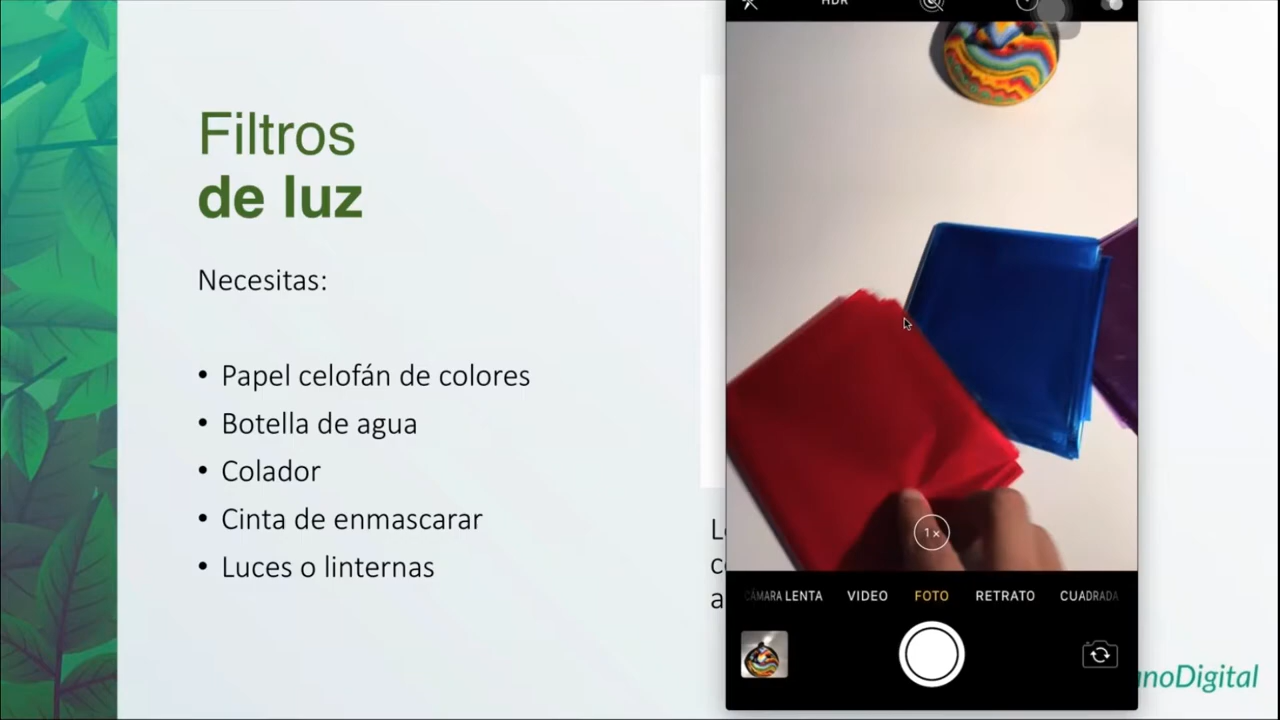 Filtros
de luz
Necesitas:
• Papel celofán de colores
• Botella de agua
• Colador
• Cinta de enmascarar
• Luces o linternas
HDR
1×
CÁMARA LENTA VIDEO FOTO RETRATO CUADRADA
noDigital